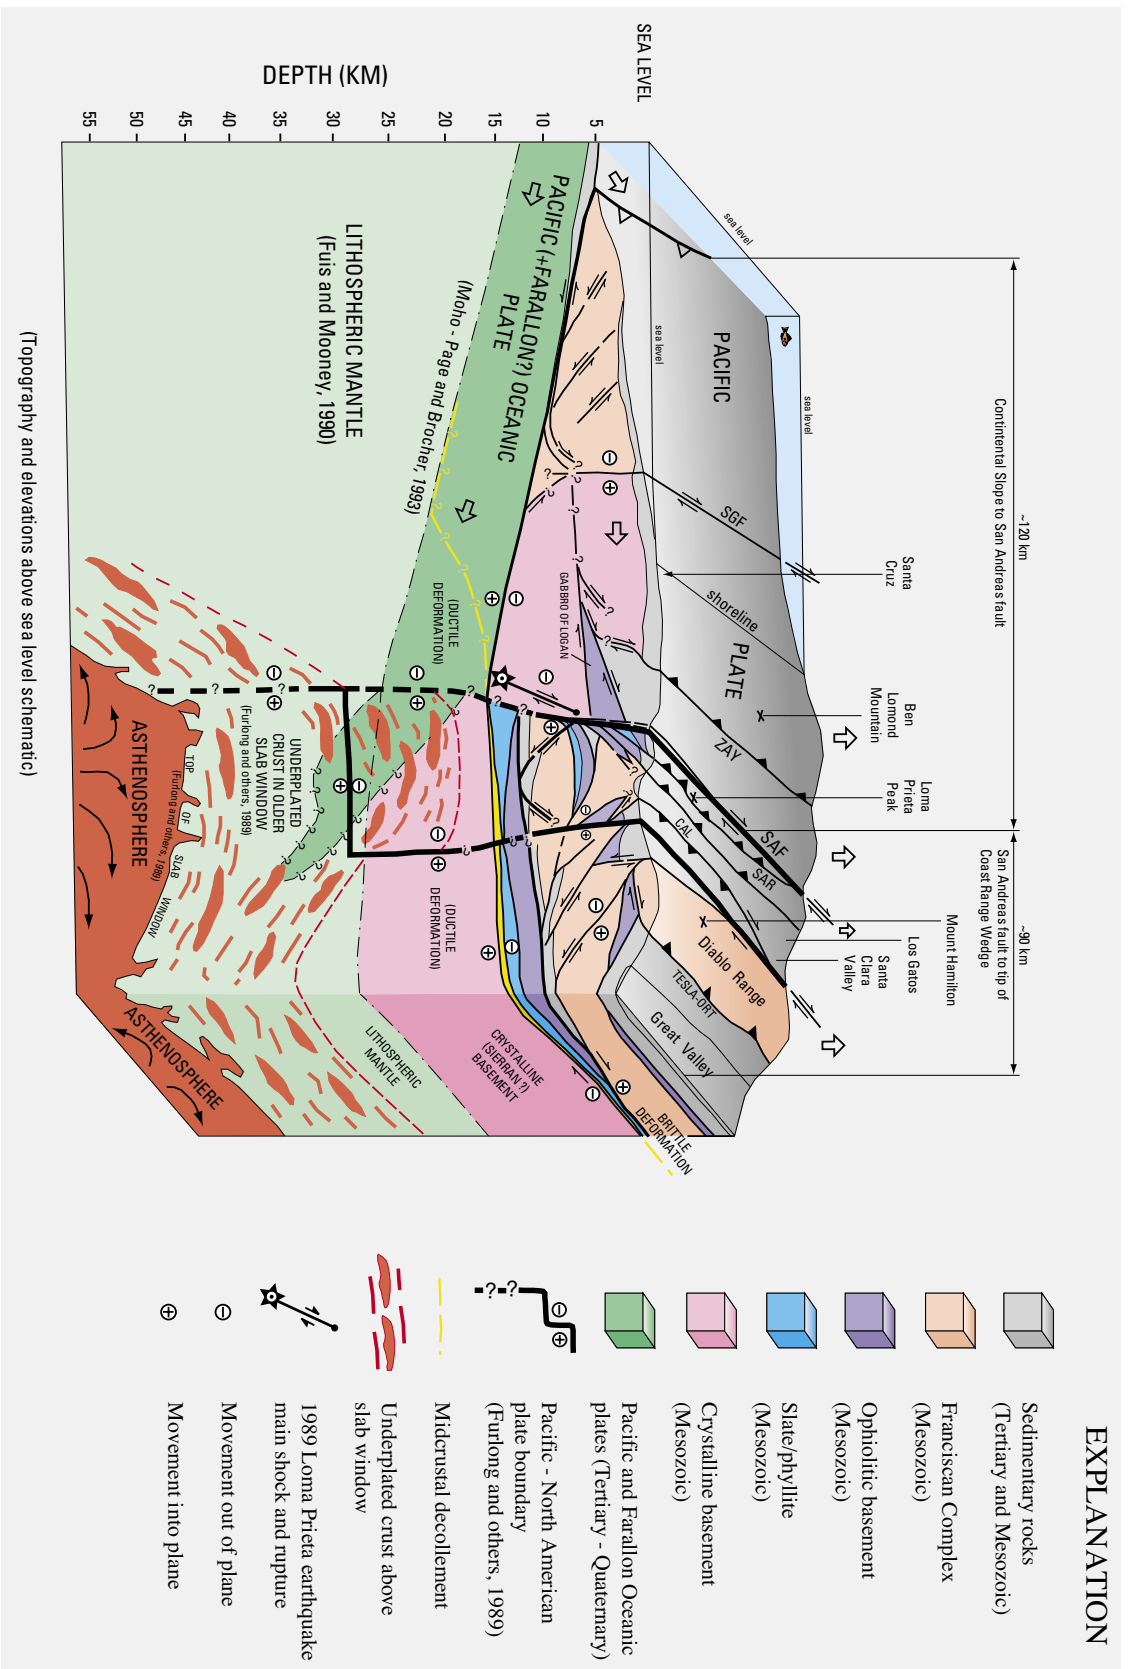 ~120 km
Contintental Slope to San Andreas fault
~90 km
San Andreas fault to tip of
Coast Range Wedge
Santa
Cruz
Ben
Lomond
Mountain
Loma
Prieta
Peak
Mount Hamilton
Los Gatos
Santa
Clara
Valley
SEA LEVEL
sea level
sea level
sea level
PACIFIC
PLATE
SGF
shoreline
ZAY
SAF
SAR
CAL
Diablo Range
TESLA-ORT
Great Valley
DEPTH (KM)
5
10
15
20
25
30
35
40
45
50
55
PACIFIC (+FARALLON?) OCEANIC
PLATE
(Moho - Page and Brocher, 1993)
LITHOSPHERIC MANTLE
(Fuis and Mooney, 1990)
GABBRO OF LOGAN
(DUCTILE
DEFORMATION)
(DUCTILE
DEFORMATION)
BRITTLE
DEFORMATION
CRYSTALLINE
(SIERRAN?)
BASEMENT
LITHOSPHERIC
MANTLE
UNDERPLATED
CRUST IN OLDER
SLAB WINDOW
(Furlong and others, 1989)
TOP OF SLAB WINDOW
(Furlong and others, 1989)
ASTHENOSPHERE
ASTHENOSPHERE
(Topography and elevations above sea level schematic)
EXPLANATION
Sedimentary rocks
(Tertiary and Mesozoic)
Franciscan Complex
(Mesozoic)
Ophiolitic basement
(Mesozoic)
Slate/phyllite
(Mesozoic)
Crystalline basement
(Mesozoic)
Pacific and Farallon Oceanic
plates (Tertiary - Quaternary)
Pacific - North American
plate boundary
(Furlong and others, 1989)
Midcrustal decollement
Underplated crust above
slab window
1989 Loma Prieta earthquake
main shock and rupture
Movement out of plane
Movement into plane